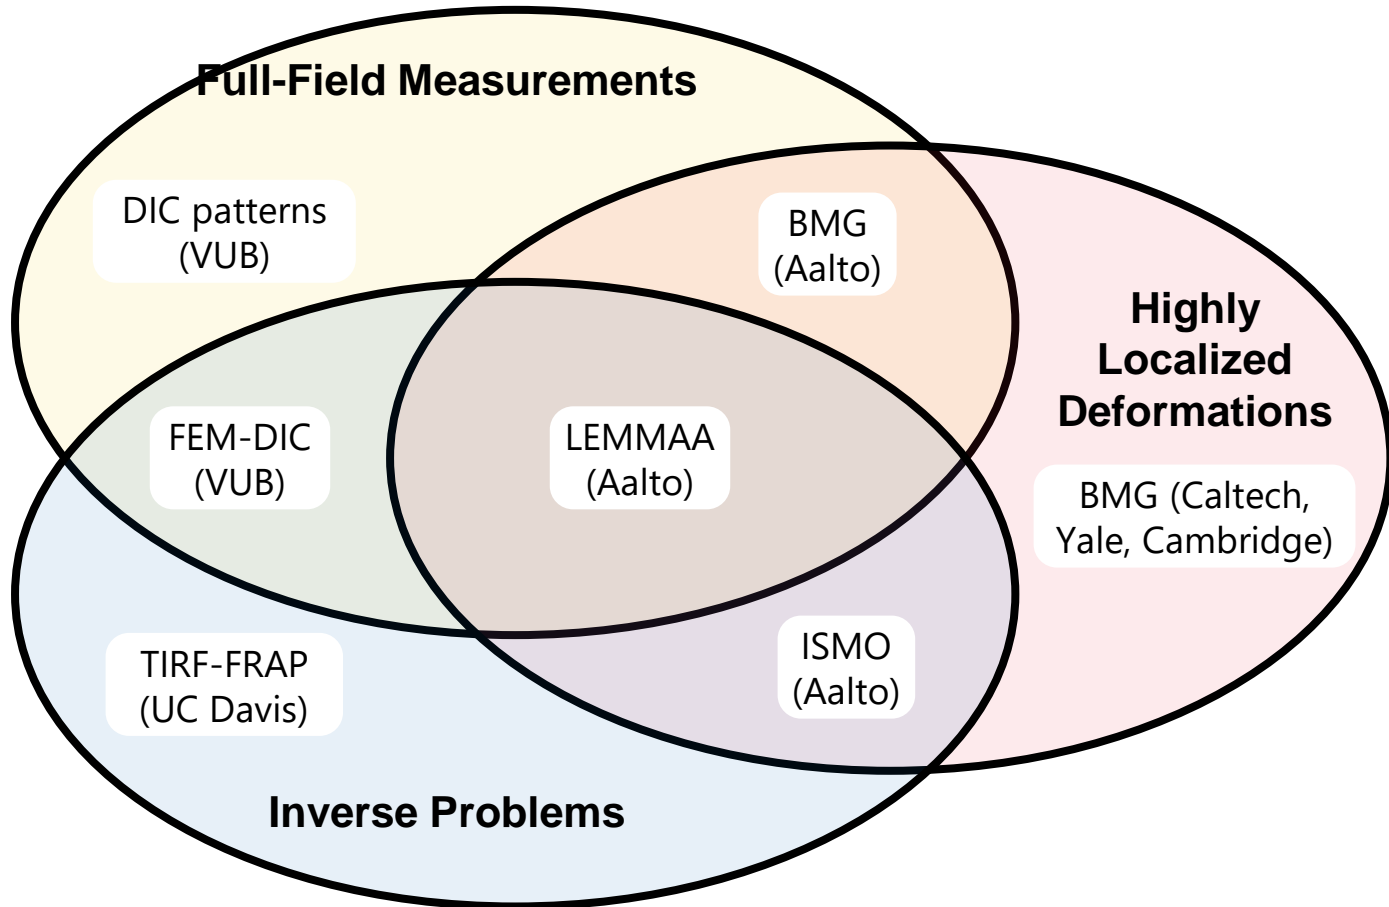 Full-Field Measurements
DIC patterns
(VUB)
BMG
(Aalto)
Highly
Localized
Deformations
FEM-DIC
(VUB)
LEMMAA
(Aalto)
BMG (Caltech,
Yale, Cambridge)
TIRF-FRAP
(UC Davis)
ISMO
(Aalto)
Inverse Problems